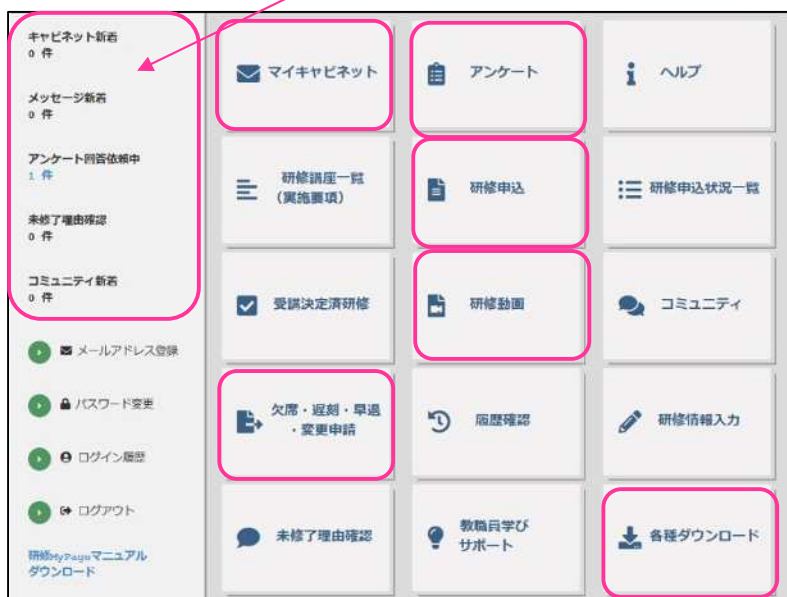 キャビネット新着
0 件
メッセージ新着
0 件
アンケート回答依頼中
1 件
未修了理由確認
0 件
コミュニティ新着
0 件
メールアドレス登録
パスワード変更
ログイン履歴
ログアウト
研修MyPageマニュアル
ダウンロード
マイキャビネット
アンケート
ヘルプ
研修講座一覧
(実施要項)
研修申込
研修申込状況一覧
受講決定済研修
研修動画
コミュニティ
欠席・遅刻・早退
・変更申請
履歴確認
研修情報入力
未修了理由確認
教職員学び
サポート
各種ダウンロード